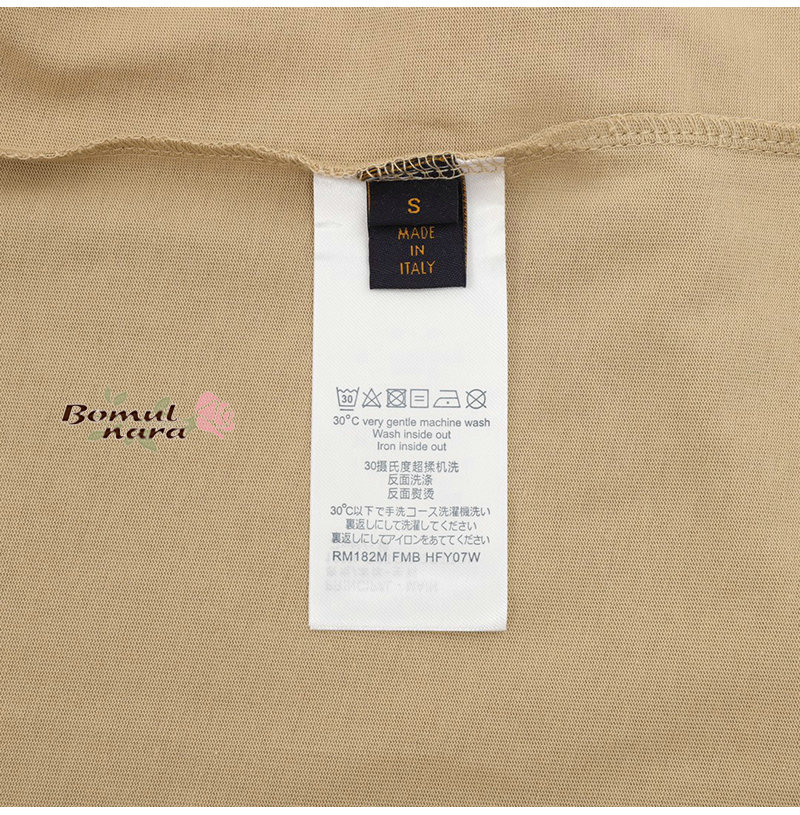 S
MADE
IN
ITALY
30
30°C very gentle machine wash
Wash inside out
Iron inside out
30摄氏度超揉机洗
反面洗涤
反面熨烫
30℃以下で手洗コース洗濯機洗い
裏返しにして洗濯してください
裏返しにしてアイロンをあててください
RM182M FMB HFY07W
Bomul
nara